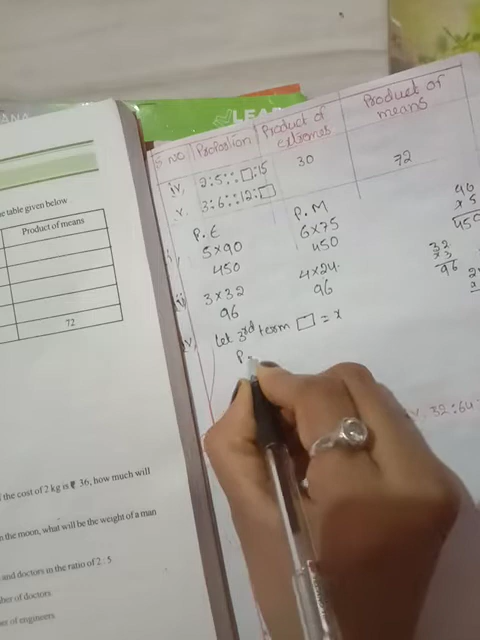 LEA
S no Proportion Product of extremes Product of means
iv, 2:5::□:15 30
v. 3:6::12:□ 72
P.E P.M
5×90 6×75
450 450
3×32 4×24
96 96
iv, Let 3rd term □ = x
P.
90
×5
450
32
×3
96
v, 32:64
e table given below
Product of means
72
f the cost of 2 kg is ₹ 36, how much will
n the moon, what will be the weight of a man
and doctors in the ratio of 2 : 5
ber of doctors
er of engineers